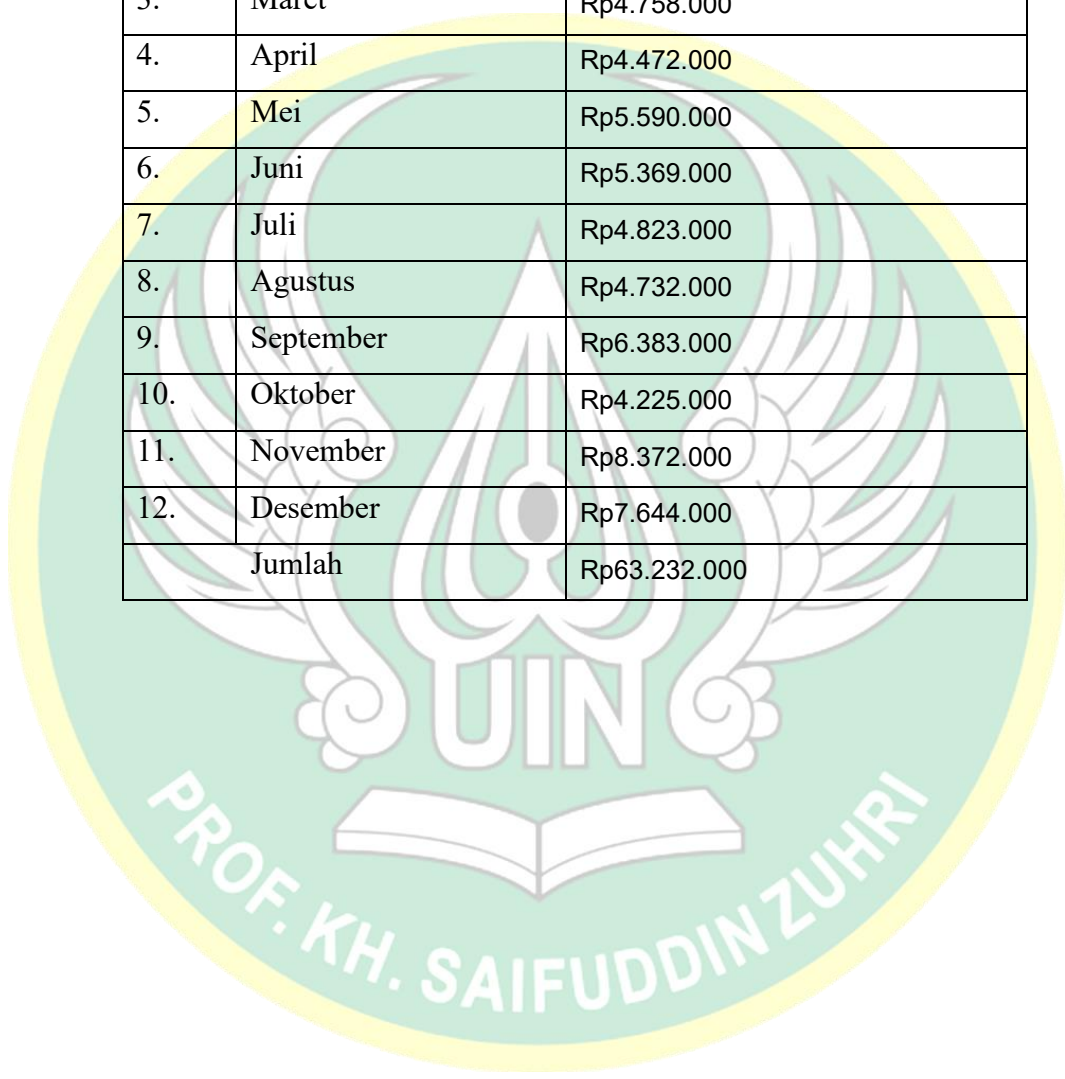 3. Maret Rp4.758.000
4. April Rp4.472.000
5. Mei Rp5.590.000
6. Juni Rp5.369.000
7. Juli Rp4.823.000
8. Agustus Rp4.732.000
9. September Rp6.383.000
10. Oktober Rp4.225.000
11. November Rp8.372.000
12. Desember Rp7.644.000
Jumlah Rp63.232.000
UIN
PROF. KH. SAIFUDDIN ZUHRI